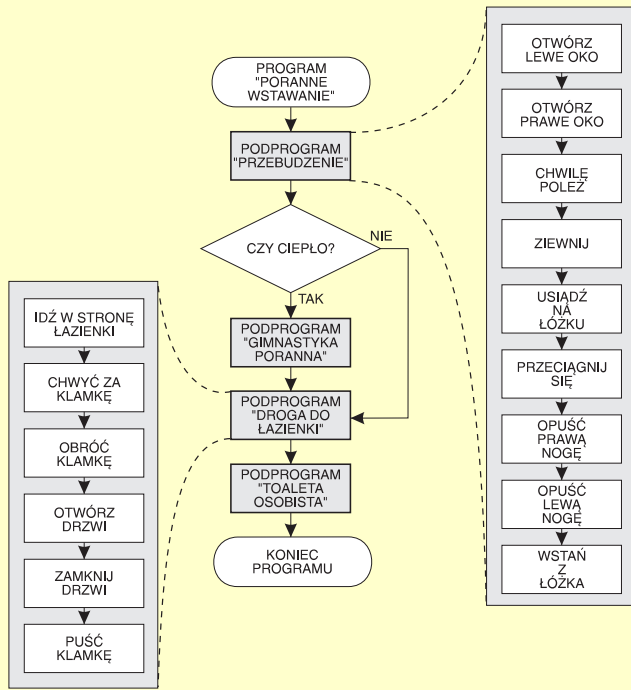 PROGRAM
"PORANNE
WSTAWANIE"
PODPROGRAM
"PRZEBUDZENIE"
CZY CIEPŁO?
NIE
TAK
PODPROGRAM
"GIMNASTYKA
PORANNA"
PODPROGRAM
"DROGA DO
ŁAZIENKI"
PODPROGRAM
"TOALETA
OSOBISTA"
KONIEC
PROGRAMU
IDŹ W STRONĘ
ŁAZIENKI
CHWYĆ ZA
KLAMKĘ
OBRÓĆ
KLAMKĘ
OTWÓRZ
DRZWI
ZAMKNIJ
DRZWI
PUŚĆ
KLAMKĘ
OTWÓRZ
LEWE OKO
OTWÓRZ
PRAWE OKO
CHWILĘ
POLEŻ
ZIEWNIJ
USIĄDŹ
NA
ŁÓŻKU
PRZECIĄGNIJ
SIĘ
OPUŚĆ
PRAWĄ
NOGĘ
OPUŚĆ
LEWĄ
NOGĘ
WSTAŃ
Z
ŁÓŻKA